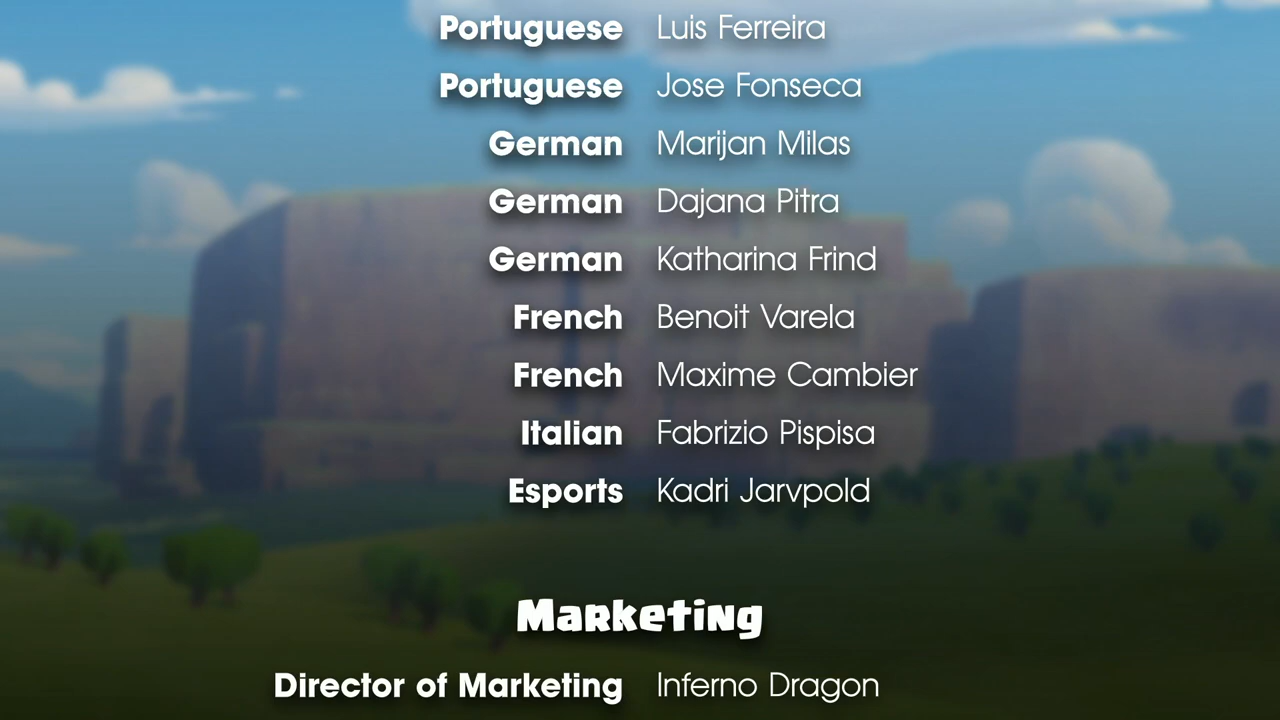 Portuguese Luis Ferreira
Portuguese Jose Fonseca
German Marijan Milas
German Dajana Pitra
German Katharina Frind
French Benoit Varela
French Maxime Cambier
Italian Fabrizio Pispisa
Esports Kadri Jarvpold
Marketing
Director of Marketing Inferno Dragon